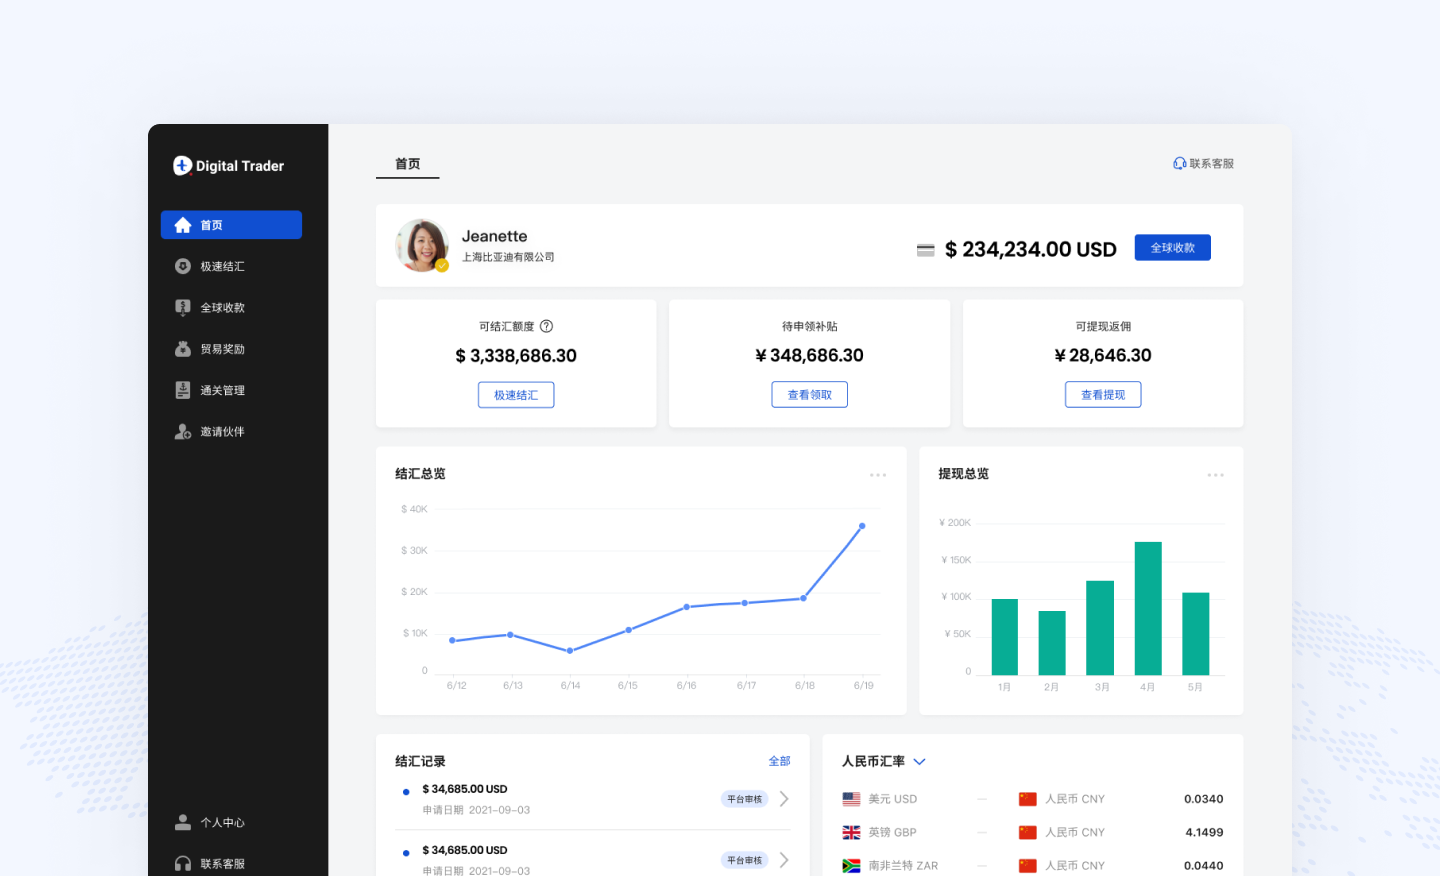 Digital Trader
首页
极速结汇
全球收款
贸易奖励
通关管理
邀请伙伴
个人中心
联系客服
首页
联系客服
Jeanette
上海比亚迪有限公司
$ 234,234.00 USD
全球收款
可结汇额度 ?
$ 3,338,686.30
极速结汇
待申领补贴
¥ 348,686.30
查看领取
可提现返佣
¥ 28,646.30
查看提现
结汇总览
$ 40K
$ 30K
$ 20K
$ 10K
0
6/12 6/13 6/14 6/15 6/16 6/17 6/18 6/19
提现总览
¥ 200K
¥ 150K
¥ 100K
¥ 50K
0
1月 2月 3月 4月 5月
结汇记录 全部
$ 34,685.00 USD
申请日期 2021-09-03
平台审核
$ 34,685.00 USD
申请日期 2021-09-03
平台审核
人民币汇率
美元 USD — 人民币 CNY 0.0340
英镑 GBP — 人民币 CNY 4.1499
南非兰特 ZAR — 人民币 CNY 0.0440